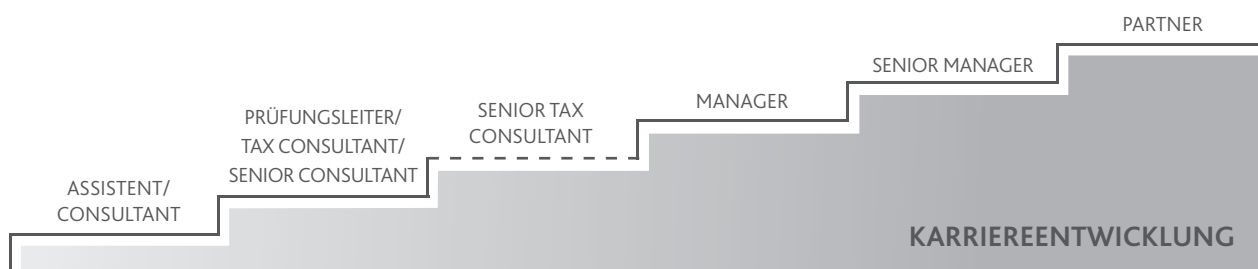 ASSISTENT/
CONSULTANT
PRÜFUNGSLEITER/
TAX CONSULTANT/
SENIOR CONSULTANT
SENIOR TAX
CONSULTANT
MANAGER
SENIOR MANAGER
PARTNER
KARRIEREENTWICKLUNG